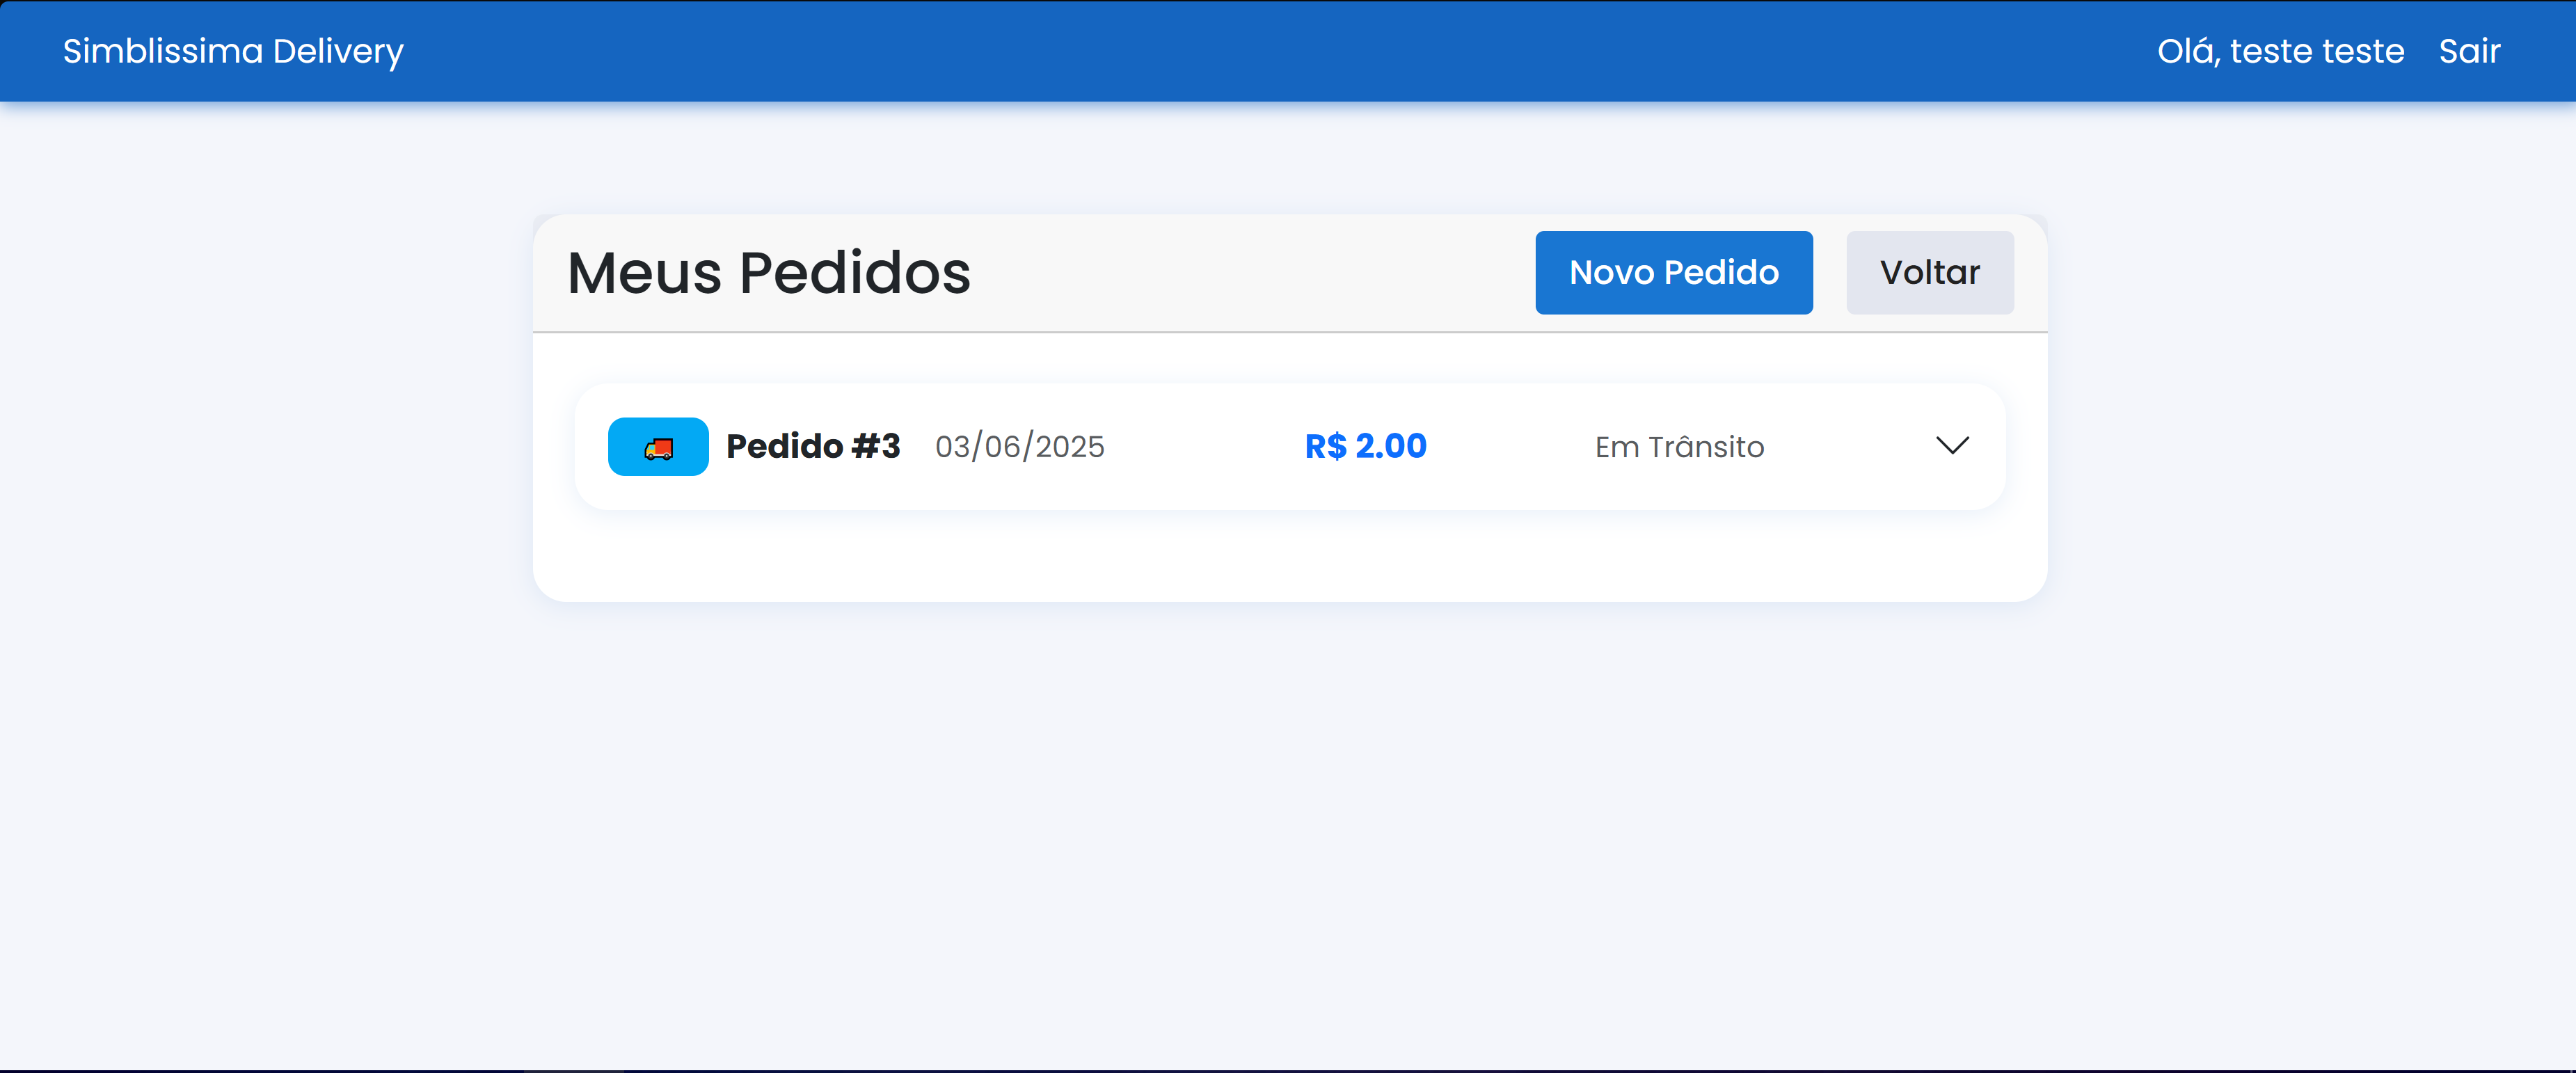 Simblissima Delivery
Olá, teste teste Sair
Meus Pedidos
Novo Pedido Voltar
Pedido #3 03/06/2025 R$ 2.00 Em Trânsito